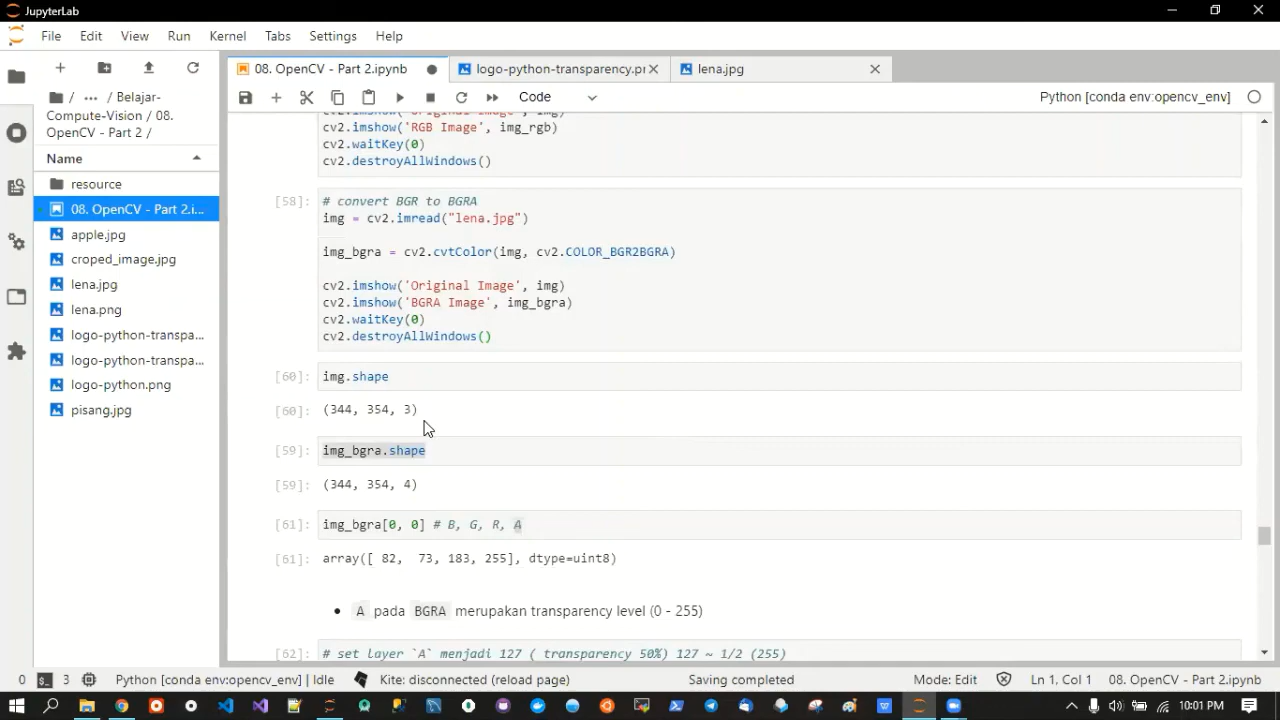 JupyterLab
File Edit View Run Kernel Tabs Settings Help
08. OpenCV - Part 2.ipynb
logo-python-transparency.pr
lena.jpg
/ ... / Belajar-
Compute-Vision / 08.
OpenCV - Part 2 /
Code
Python [conda env:opencv_env]
Name
resource
08. OpenCV - Part 2.i...
apple.jpg
croped_image.jpg
lena.jpg
lena.png
logo-python-transpa...
logo-python-transpa...
logo-python.png
pisang.jpg
cv2.imshow('Original Image', img)
cv2.imshow('RGB Image', img_rgb)
cv2.waitKey(0)
cv2.destroyAllWindows()
[58]: # convert BGR to BGRA
img = cv2.imread("lena.jpg")
img_bgra = cv2.cvtColor(img, cv2.COLOR_BGR2BGRA)
cv2.imshow('Original Image', img)
cv2.imshow('BGRA Image', img_bgra)
cv2.waitKey(0)
cv2.destroyAllWindows()
[60]: img.shape
[60]: (344, 354, 3)
[59]: img_bgra.shape
[59]: (344, 354, 4)
[61]: img_bgra[0, 0] # B, G, R, A
[61]: array([ 82,  73, 183, 255], dtype=uint8)
• A pada BGRA merupakan transparency level (0 - 255)
[62]: # set layer `A` menjadi 127 ( transparency 50%) 127 ~ 1/2 (255)
0 3 Python [conda env:opencv_env] | Idle Kite: disconnected (reload page) Saving completed Mode: Edit Ln 1, Col 1 08. OpenCV - Part 2.ipynb
10:01 PM